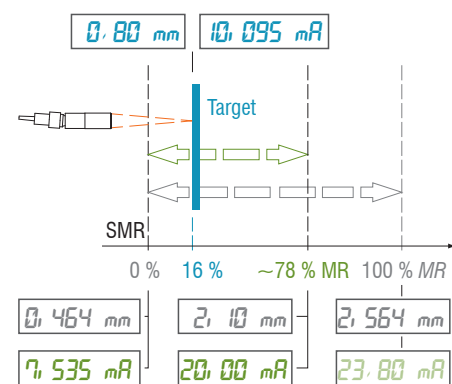 0,80 mm 10,095 mA
Target
SMR
0 % 16 % ~78 % MR 100 % MR
0,464 mm 2,10 mm 2,564 mm
7,535 mA 20,00 mA 23,80 mA